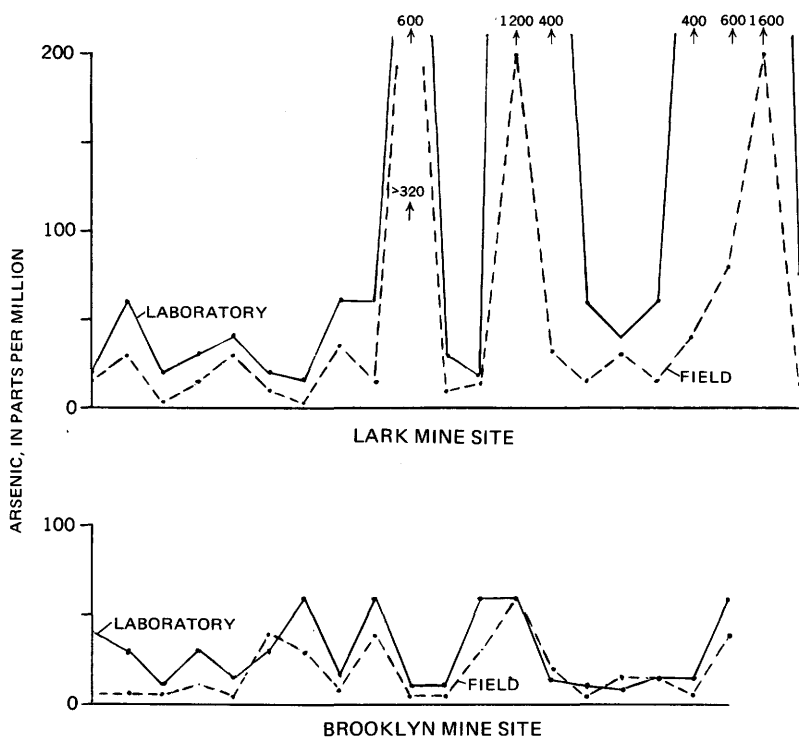 600 1200 400 400 600 1600
200
>320
100
LABORATORY
FIELD
0
LARK MINE SITE
ARSENIC, IN PARTS PER MILLION
100
LABORATORY
FIELD
0
BROOKLYN MINE SITE